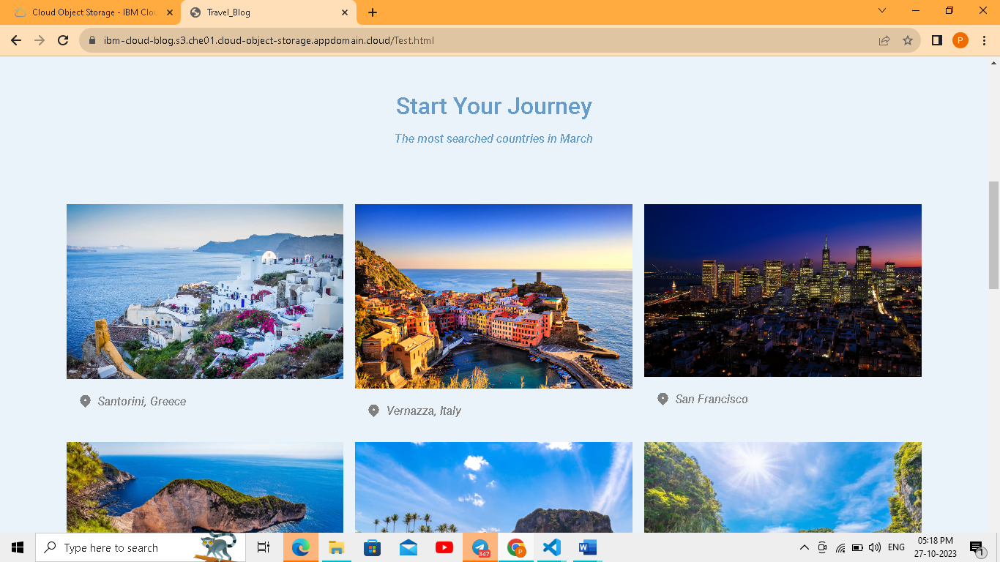 Cloud Object Storage - IBM Clou
Travel_Blog
ibm-cloud-blog.s3.che01.cloud-object-storage.appdomain.cloud/Test.html
P
Start Your Journey
The most searched countries in March
Santorini, Greece
Vernazza, Italy
San Francisco
Type here to search
347
P
W
ENG
05:18 PM
27-10-2023
1